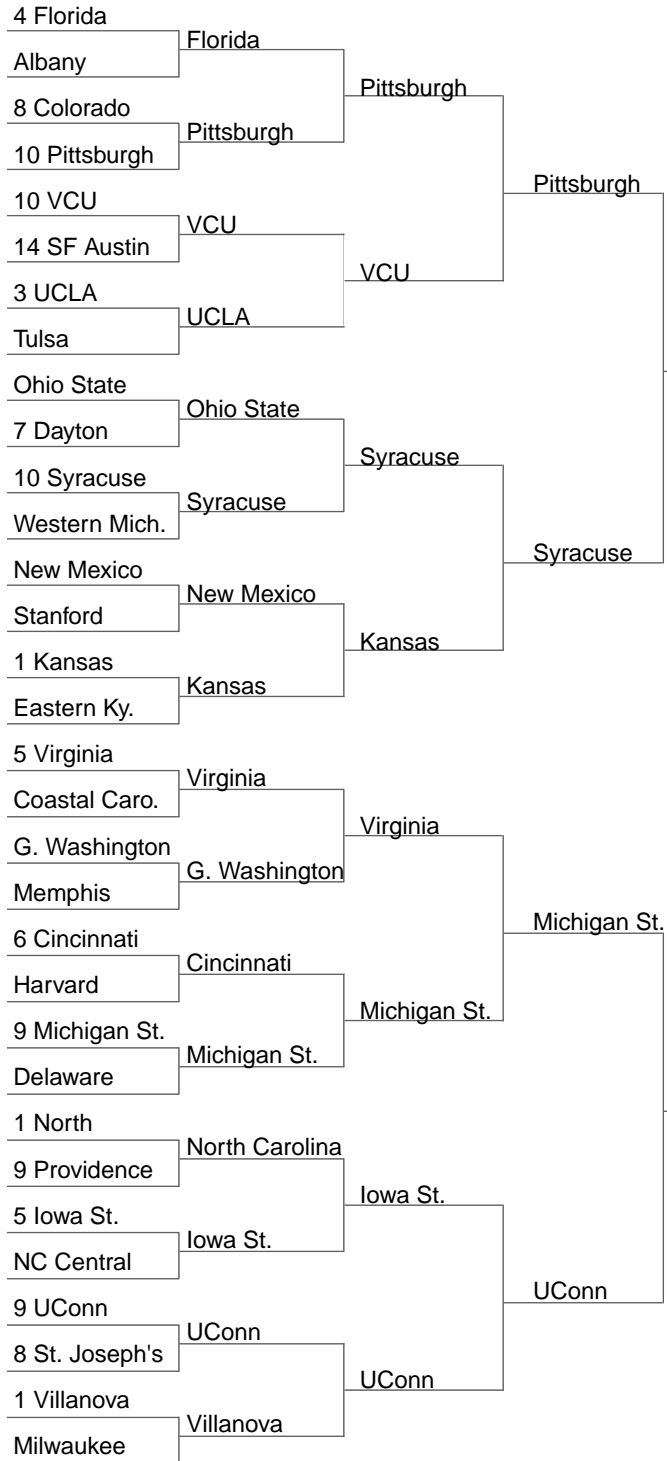 4 Florida
Albany
8 Colorado
10 Pittsburgh
10 VCU
14 SF Austin
3 UCLA
Tulsa
Ohio State
7 Dayton
10 Syracuse
Western Mich.
New Mexico
Stanford
1 Kansas
Eastern Ky.
5 Virginia
Coastal Caro.
G. Washington
Memphis
6 Cincinnati
Harvard
9 Michigan St.
Delaware
1 North
9 Providence
5 Iowa St.
NC Central
9 UConn
8 St. Joseph's
1 Villanova
Milwaukee
Florida
Pittsburgh
VCU
UCLA
Ohio State
Syracuse
New Mexico
Kansas
Virginia
G. Washington
Cincinnati
Michigan St.
North Carolina
Iowa St.
UConn
Villanova
Pittsburgh
VCU
Syracuse
Kansas
Virginia
Michigan St.
Iowa St.
UConn
Pittsburgh
Syracuse
Michigan St.
UConn